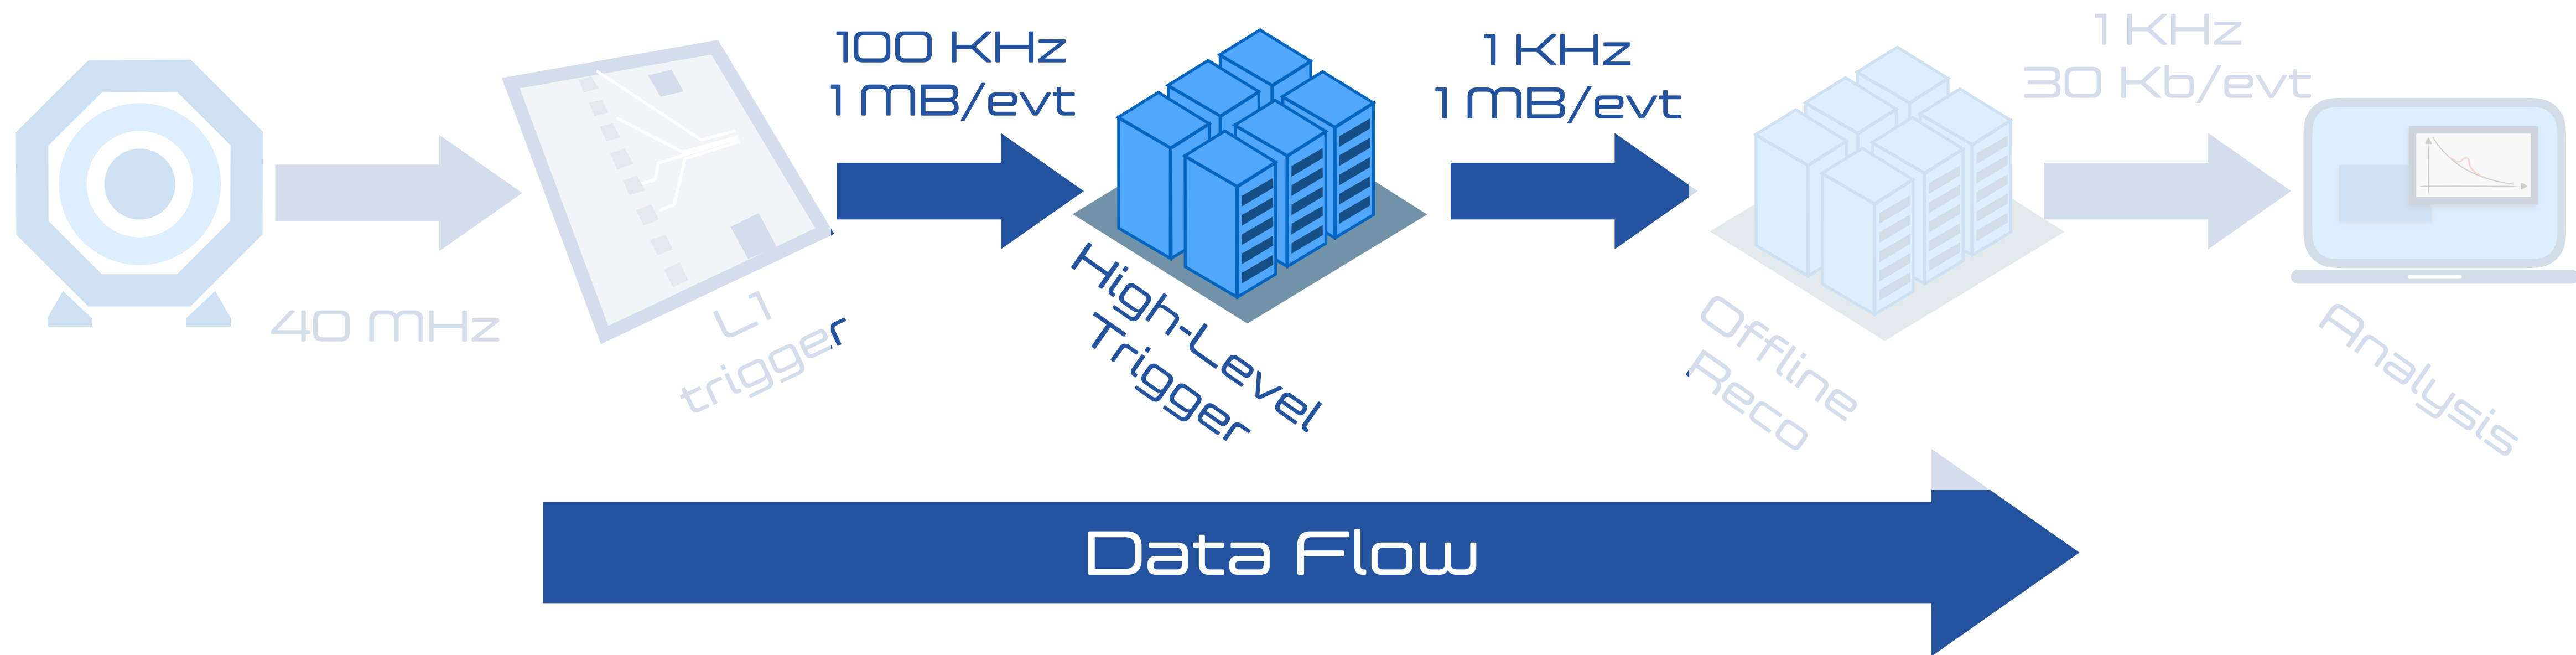 40 MHz
L1
trigger
100 KHz
1 MB/evt
High-Level
Trigger
1 KHz
1 MB/evt
Offline
Reco
1 KHz
30 Kb/evt
Analysis
Data Flow